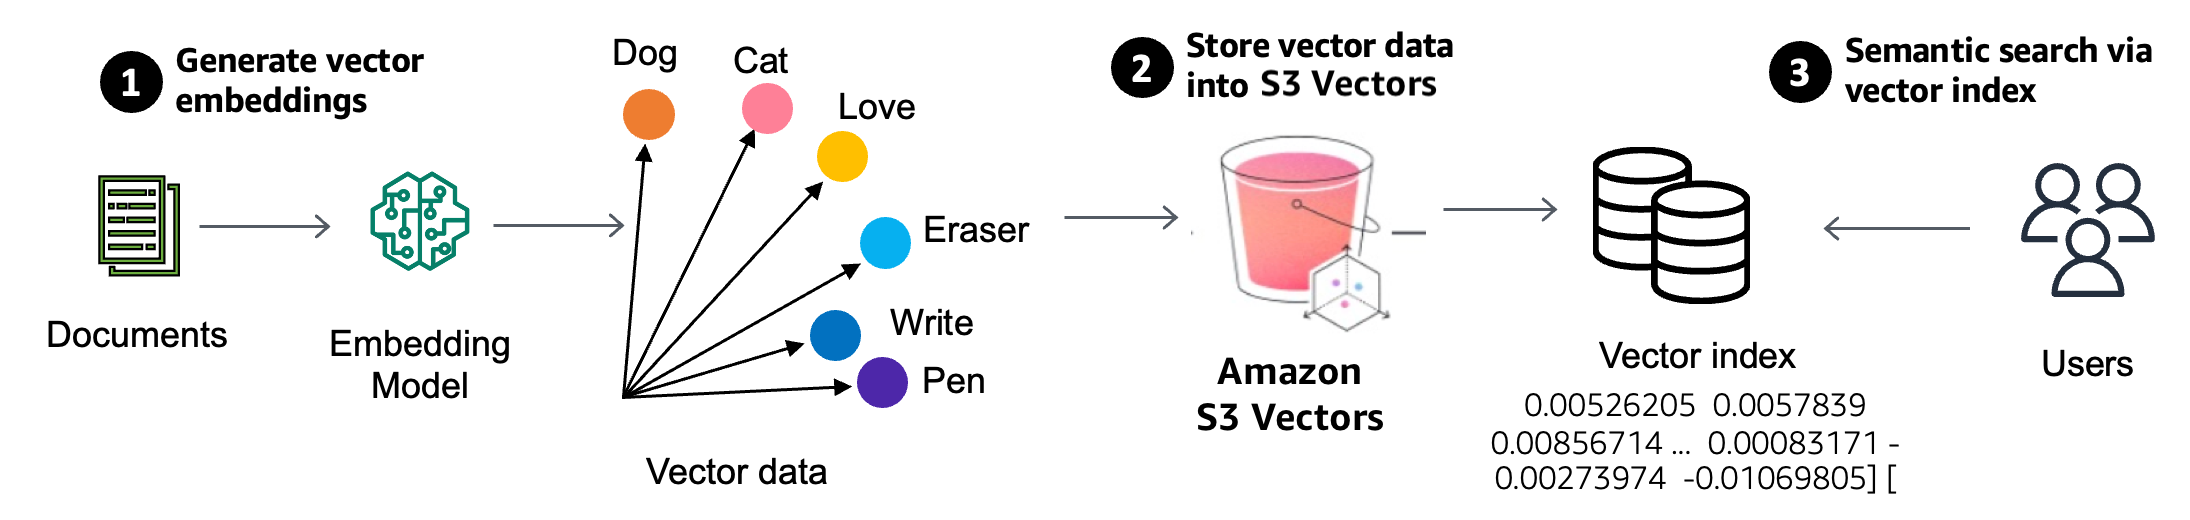 1
Generate vector
embeddings
Documents
Embedding
Model
Dog
Cat
Love
Eraser
Write
Pen
Vector data
2
Store vector data
into S3 Vectors
Amazon
S3 Vectors
3
Semantic search via
vector index
Vector index
0.00526205 0.0057839
0.00856714 ... 0.00083171 -
0.00273974 -0.01069805] [
Users